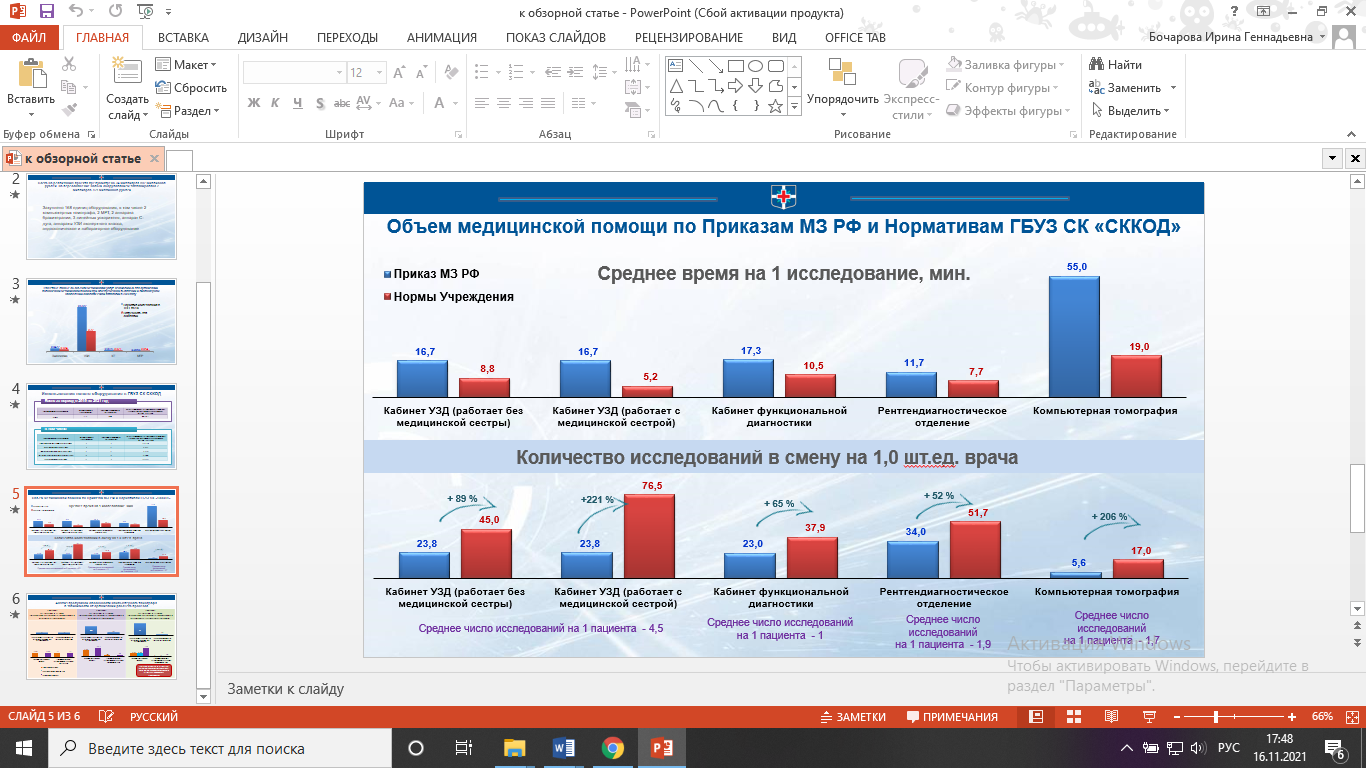 к обзорной статье - PowerPoint (Сбой активации продукта)
ФАЙЛ ГЛАВНАЯ ВСТАВКА ДИЗАЙН ПЕРЕХОДЫ АНИМАЦИЯ ПОКАЗ СЛАЙДОВ РЕЦЕНЗИРОВАНИЕ ВИД OFFICE TAB Бочарова Ирина Геннадьевна
Вставить
Буфер обмена
Создать слайд
Макет
Сбросить
Раздел
Слайды
12
Ж К Ч S abc AV Aa A
Шрифт
Абзац
Упорядочить
Экспресс-стили
Заливка фигуры
Контур фигуры
Эффекты фигуры
Рисование
Найти
Заменить
Выделить
Редактирование
к обзорной статье
2
3
4
5
6
Объем медицинской помощи по Приказам МЗ РФ и Нормативам ГБУЗ СК «СККОД»
Среднее время на 1 исследование, мин.
Приказ МЗ РФ
Нормы Учреждения
16,7 8,8 16,7 5,2 17,3 10,5 11,7 7,7 55,0 19,0
Кабинет УЗД (работает без медицинской сестры)
Кабинет УЗД (работает с медицинской сестрой)
Кабинет функциональной диагностики
Рентгендиагностическое отделение
Компьютерная томография
Количество исследований в смену на 1,0 шт.ед. врача
+ 89 % +221 % + 65 % + 52 % + 206 %
23,8 45,0 23,8 76,5 23,0 37,9 34,0 51,7 5,6 17,0
Кабинет УЗД (работает без медицинской сестры)
Кабинет УЗД (работает с медицинской сестрой)
Кабинет функциональной диагностики
Рентгендиагностическое отделение
Компьютерная томография
Среднее число исследований на 1 пациента - 4,5
Среднее число исследований
на 1 пациента - 1
Среднее число
исследований
на 1 пациента - 1,9
Среднее число
исследований
на 1 пациента - 1,7
Активация Windows
Чтобы активировать Windows, перейдите в
раздел "Параметры".
Заметки к слайду
СЛАЙД 5 ИЗ 6 РУССКИЙ ЗАМЕТКИ ПРИМЕЧАНИЯ 66%
Введите здесь текст для поиска
РУС
17:48
16.11.2021
6